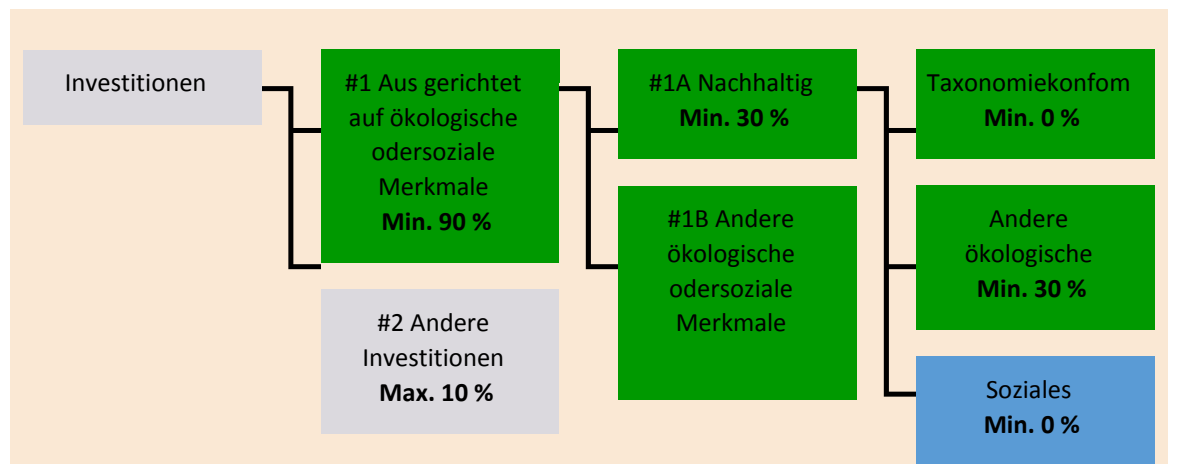 Investitionen
#1 Aus gerichtet
auf ökologische
odersoziale
Merkmale
Min. 90 %
#2 Andere
Investitionen
Max. 10 %
#1A Nachhaltig
Min. 30 %
#1B Andere
ökologische
odersoziale
Merkmale
Taxonomiekonfom
Min. 0 %
Andere
ökologische
Min. 30 %
Soziales
Min. 0 %